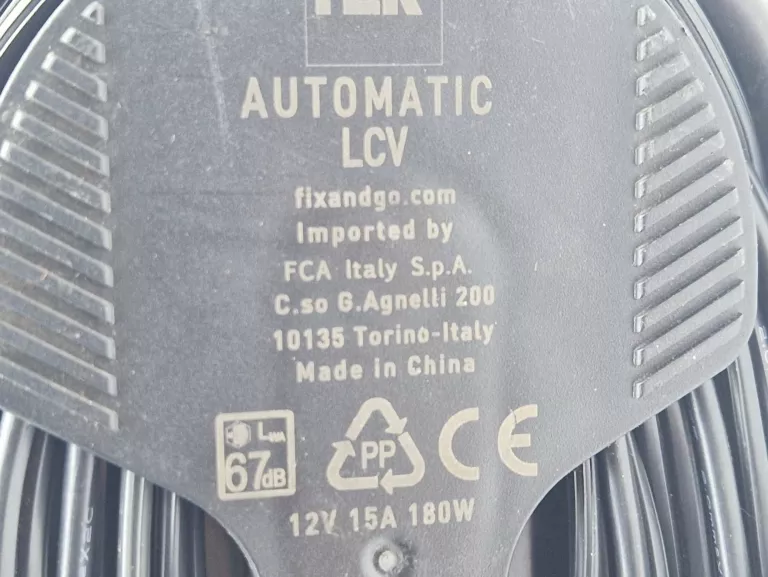 AUTOMATIC
LCV
fixandgo.com
Imported by
FCA Italy S.p.A.
C.so G.Agnelli 200
10135 Torino-Italy
Made in China
LWA
67dB
PP
CE
12V 15A 180W